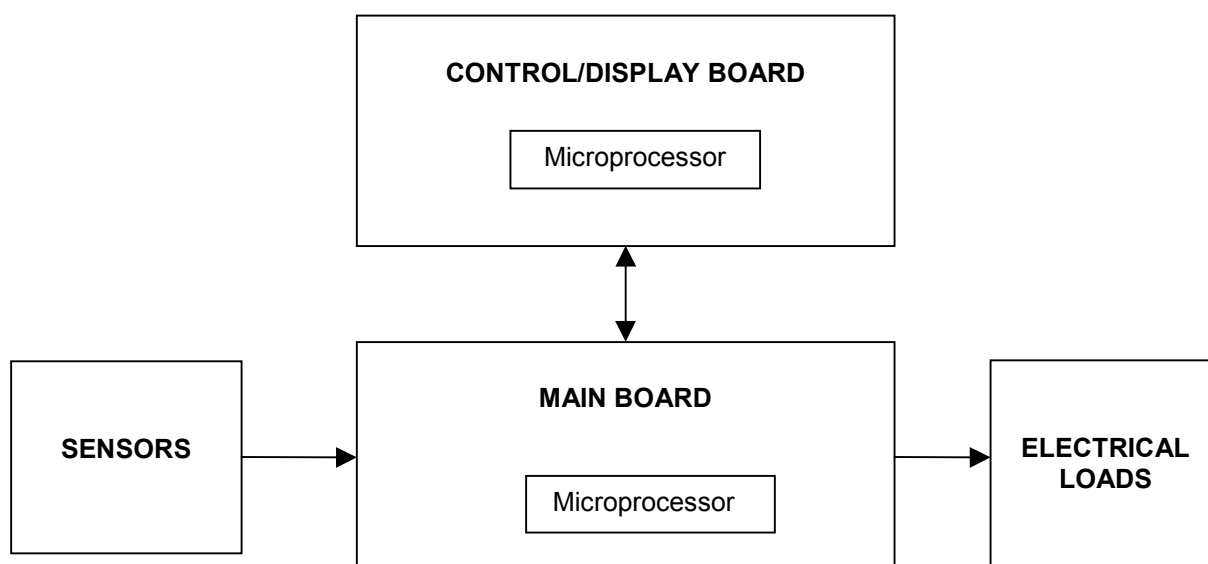 CONTROL/DISPLAY BOARD
Microprocessor
MAIN BOARD
SENSORS
ELECTRICAL
LOADS
Microprocessor